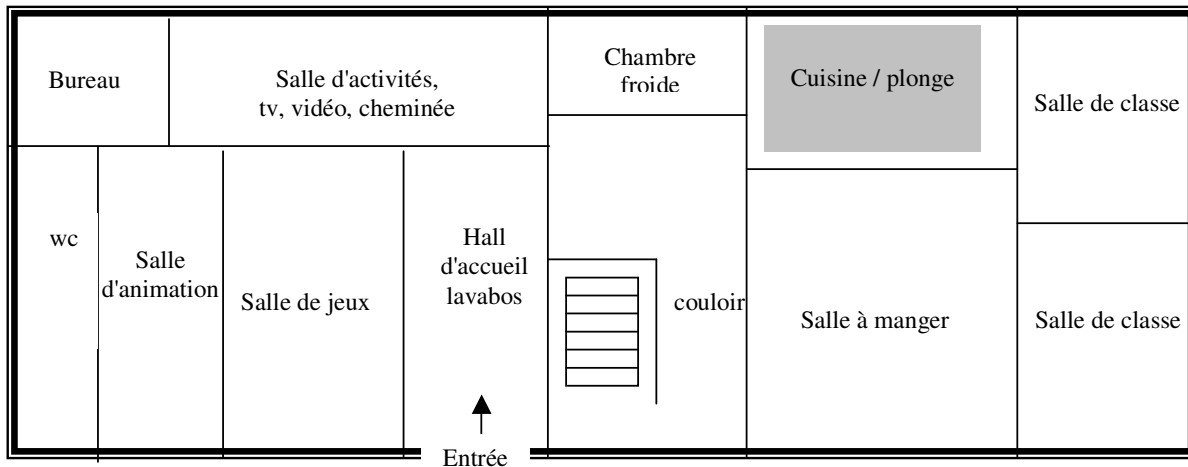 Bureau
Salle d'activités,
tv, vidéo, cheminée
Chambre
froide
Cuisine / plonge
Salle de classe
wc
Salle
d'animation
Salle de jeux
Hall
d'accueil
lavabos
couloir
Salle à manger
Salle de classe
Entrée